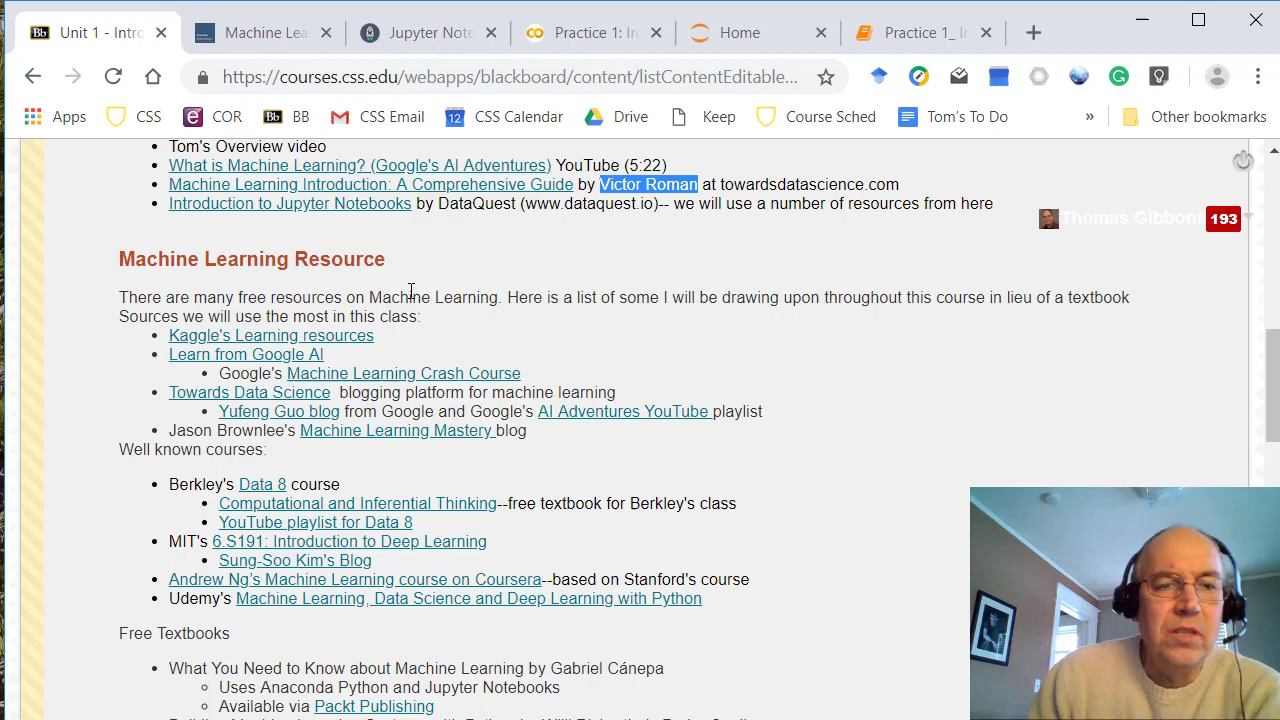 Unit 1 - Intro
Machine Lea
Jupyter Note
Practice 1: In
Home
Practice 1_ I
https://courses.css.edu/webapps/blackboard/content/listContentEditable...
Apps
CSS
COR
Bb
BB
CSS Email
12
CSS Calendar
Drive
Keep
Course Sched
Tom's To Do
»
Other bookmarks
• Tom's Overview video
• What is Machine Learning? (Google's AI Adventures) YouTube (5:22)
• Machine Learning Introduction: A Comprehensive Guide by Victor Roman at towardsdatascience.com
• Introduction to Jupyter Notebooks by DataQuest (www.dataquest.io)-- we will use a number of resources from here
Thomas Gibbons 193
Machine Learning Resource
There are many free resources on Machine Learning. Here is a list of some I will be drawing upon throughout this course in lieu of a textbook
Sources we will use the most in this class:
• Kaggle's Learning resources
• Learn from Google AI
• Google's Machine Learning Crash Course
• Towards Data Science blogging platform for machine learning
• Yufeng Guo blog from Google and Google's AI Adventures YouTube playlist
• Jason Brownlee's Machine Learning Mastery blog
Well known courses:
• Berkley's Data 8 course
• Computational and Inferential Thinking--free textbook for Berkley's class
• YouTube playlist for Data 8
• MIT's 6.S191: Introduction to Deep Learning
• Sung-Soo Kim's Blog
• Andrew Ng's Machine Learning course on Coursera--based on Stanford's course
• Udemy's Machine Learning, Data Science and Deep Learning with Python
Free Textbooks
• What You Need to Know about Machine Learning by Gabriel Cánepa
○ Uses Anaconda Python and Jupyter Notebooks
○ Available via Packt Publishing